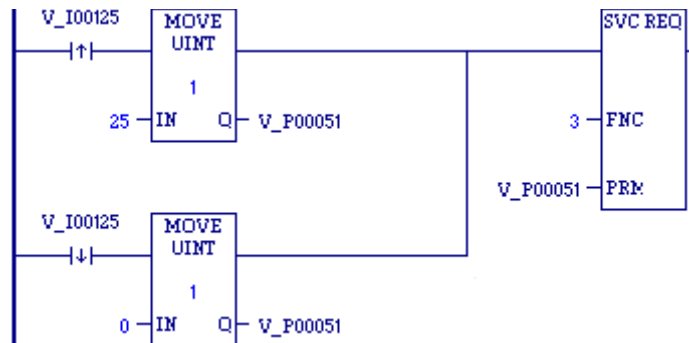 V_I00125
MOVE
UINT
1
25 IN Q V_P00051
SVC REQ
3 FNC
V_P00051 PRM
V_I00125
MOVE
UINT
1
0 IN Q V_P00051